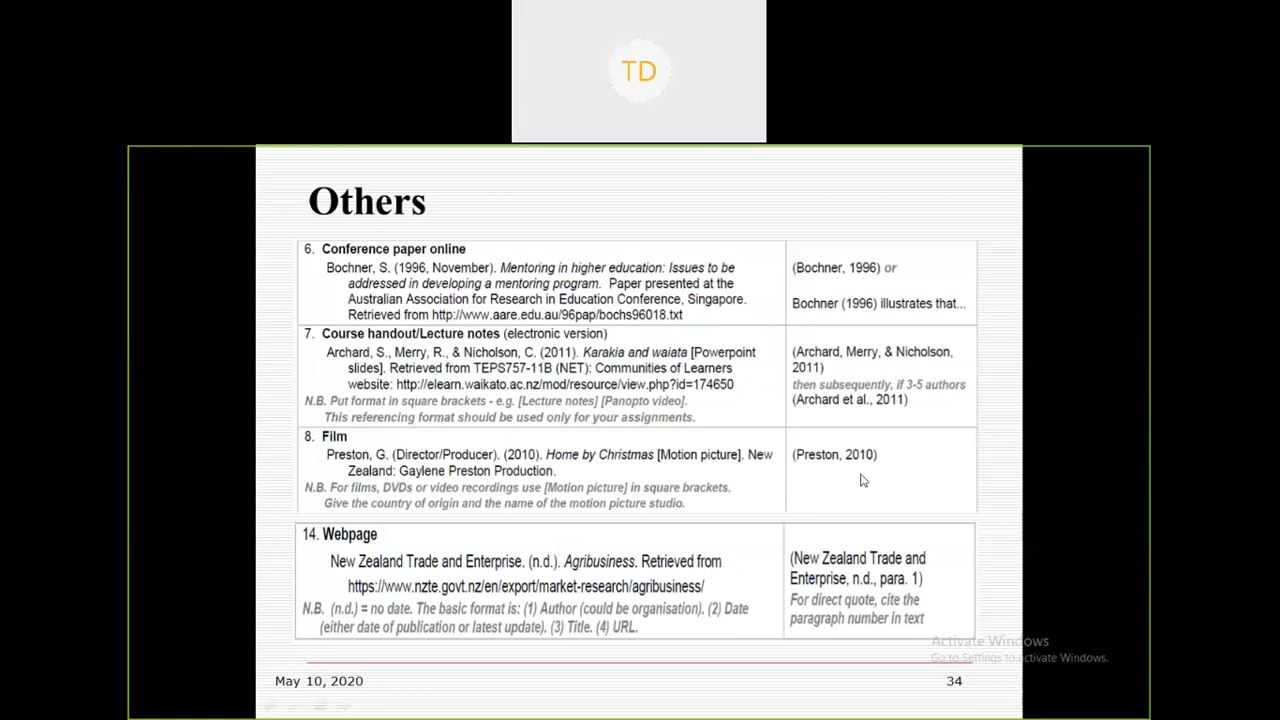 TD
Others
6. Conference paper online
Bochner, S. (1996, November). Mentoring in higher education: Issues to be
addressed in developing a mentoring program. Paper presented at the
Australian Association for Research in Education Conference, Singapore.
Retrieved from http://www.aare.edu.au/96pap/bochs96018.txt
(Bochner, 1996) or
Bochner (1996) illustrates that...
7. Course handout/Lecture notes (electronic version)
Archard, S., Merry, R., & Nicholson, C. (2011). Karakia and waiata [Powerpoint
slides]. Retrieved from TEPS757-11B (NET): Communities of Learners
website: http://elearn.waikato.ac.nz/mod/resource/view.php?id=174650
N.B. Put format in square brackets - e.g. [Lecture notes] [Panopto video].
This referencing format should be used only for your assignments.
(Archard, Merry, & Nicholson,
2011)
then subsequently, if 3-5 authors
(Archard et al., 2011)
8. Film
Preston, G. (Director/Producer). (2010). Home by Christmas [Motion picture]. New
Zealand: Gaylene Preston Production.
N.B. For films, DVDs or video recordings use [Motion picture] in square brackets.
Give the country of origin and the name of the motion picture studio.
(Preston, 2010)
14. Webpage
New Zealand Trade and Enterprise. (n.d.). Agribusiness. Retrieved from
https://www.nzte.govt.nz/en/export/market-research/agribusiness/
N.B. (n.d.) = no date. The basic format is: (1) Author (could be organisation). (2) Date
(either date of publication or latest update). (3) Title. (4) URL.
(New Zealand Trade and
Enterprise, n.d., para. 1)
For direct quote, cite the
paragraph number in text
Activate Windows
Go to Settings to activate Windows.
May 10, 2020
34